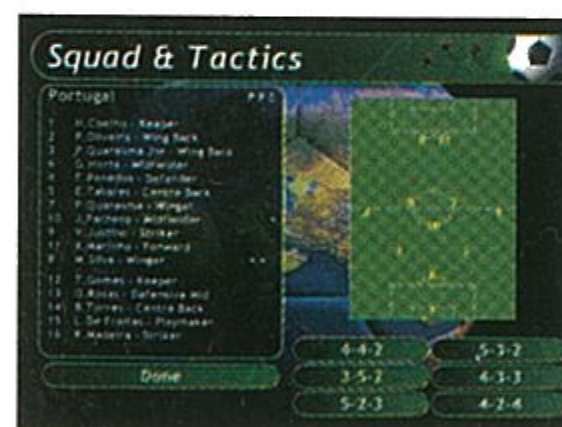 Squad & Tactics
Portugal
1 H.Coelho - Keeper
2 P.Oliveira - Wing Back
3 P.Quaresma Jnr - Wing Back
6 G.Horta - Midfielder
4 F.Penedos - Defender
5 E.Tavares - Centre Back
7 P.Quaresma - Winger
10 J.Pacheco - Midfielder
9 V.Justino - Striker
- Forward
8 M.Silva - Winger
12 T.Gomes - Keeper
13 O.Rosas - Defensive Mid
14 B.Torres - Centre Back
15 L.De Freitas - Playmaker
16 R.Madeira - Striker
Done
4-4-2
5-3-2
3-5-2
4-3-3
5-2-3
4-2-4